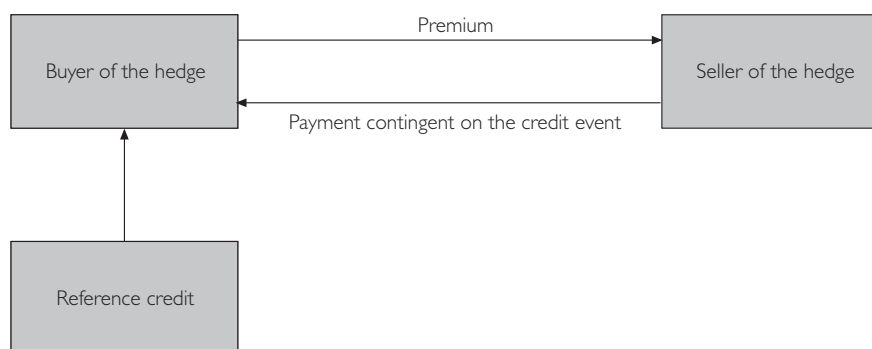 Premium
Buyer of the hedge
Seller of the hedge
Payment contingent on the credit event
Reference credit